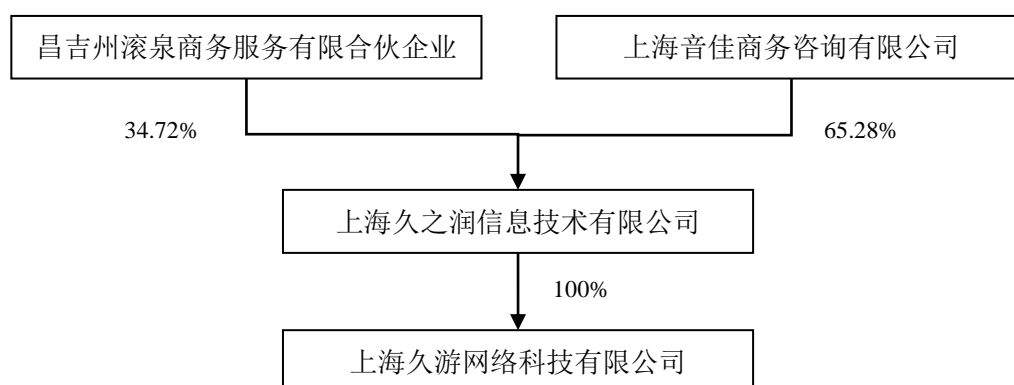 昌吉州滚泉商务服务有限合伙企业
上海音佳商务咨询有限公司
34.72%
65.28%
上海久之润信息技术有限公司
100%
上海久游网络科技有限公司